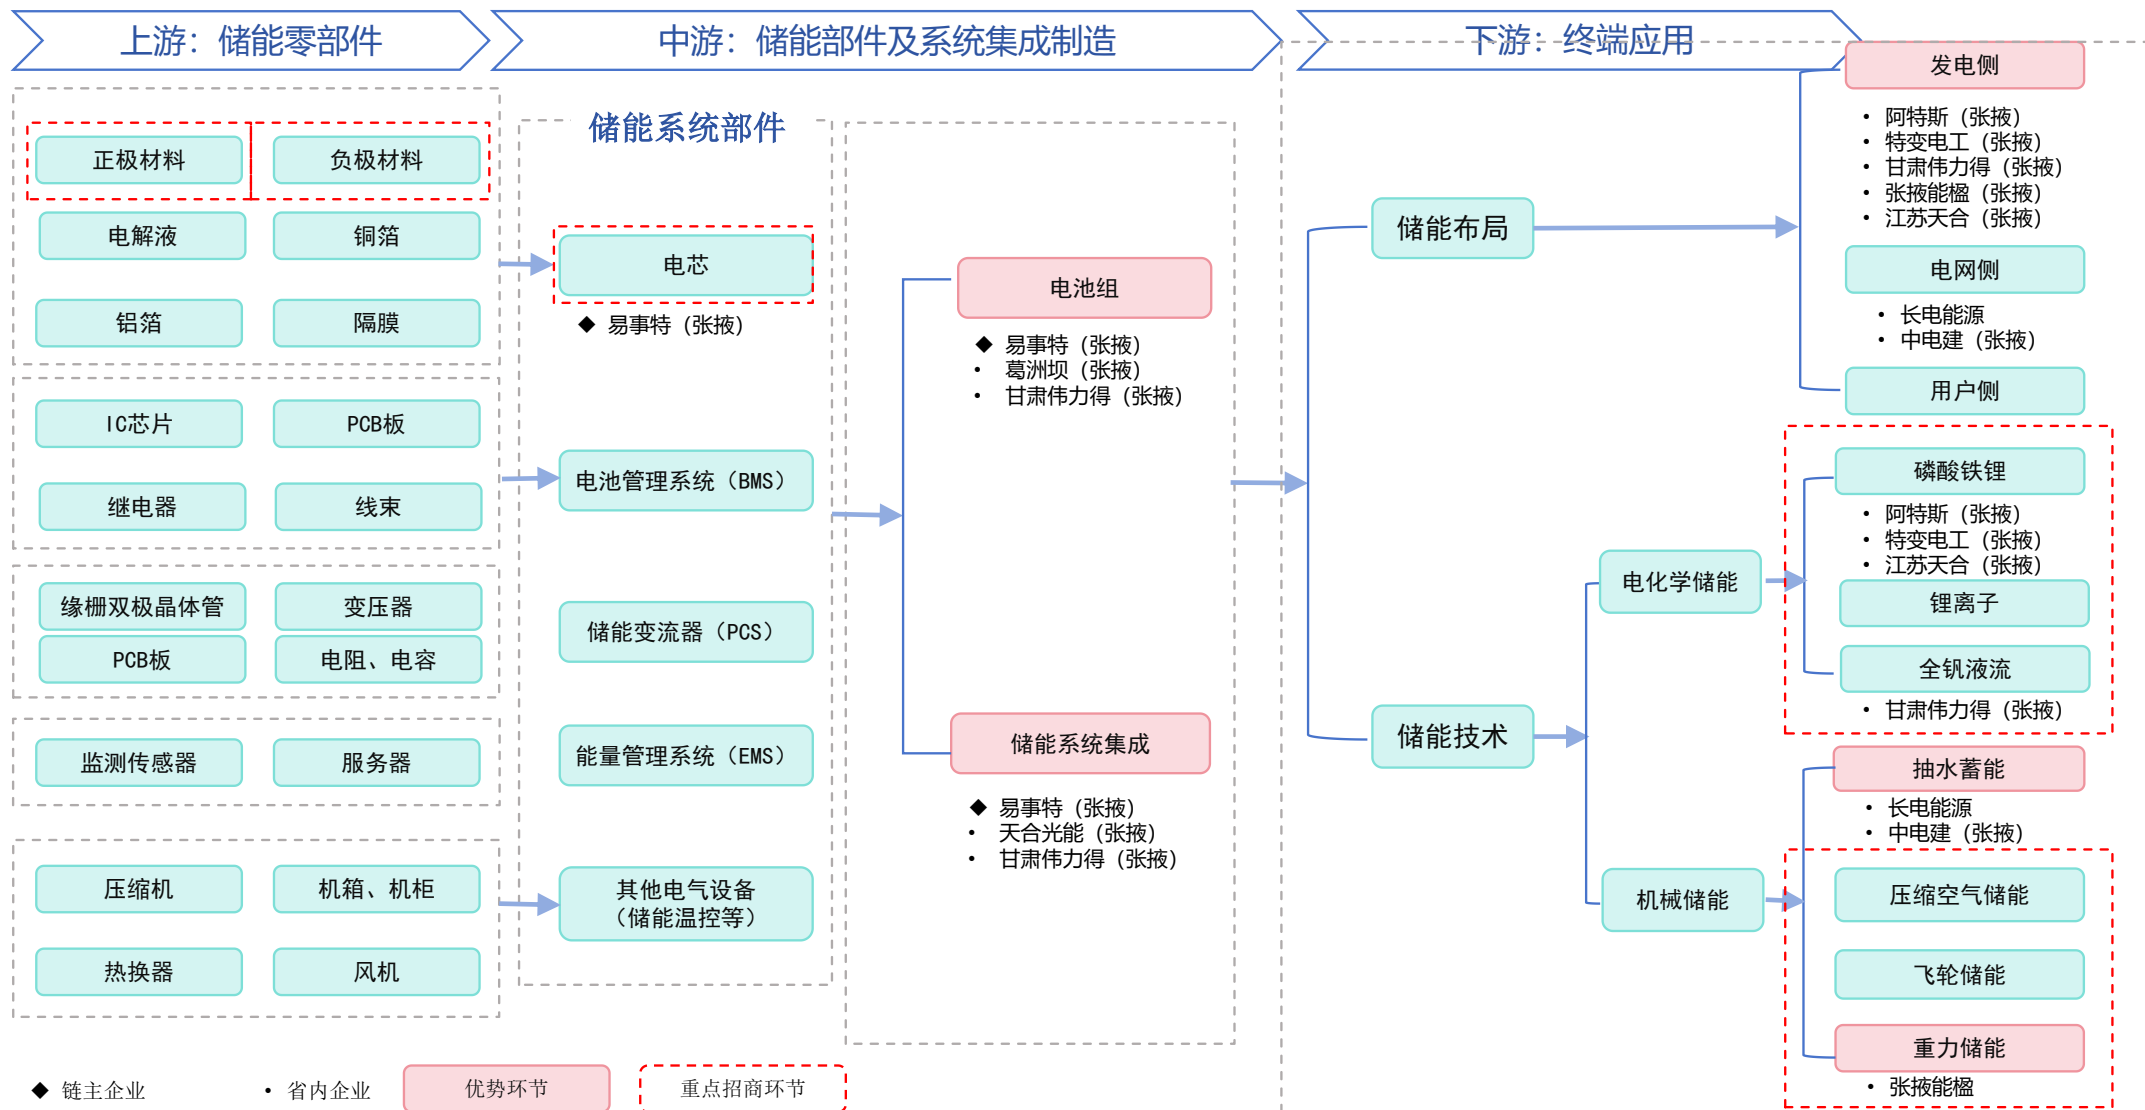 上游：储能零部件
中游：储能部件及系统集成制造
下游：终端应用
正极材料
负极材料
电解液
铜箔
铝箔
隔膜
IC芯片
PCB板
继电器
线束
缘栅双极晶体管
变压器
PCB板
电阻、电容
监测传感器
服务器
压缩机
机箱、机柜
热换器
风机
储能系统部件
电芯
◆ 易事特（张掖）
电池管理系统（BMS）
储能变流器（PCS）
能量管理系统（EMS）
其他电气设备
（储能温控等）
电池组
◆ 易事特（张掖）
• 葛洲坝（张掖）
• 甘肃伟力得（张掖）
储能系统集成
◆ 易事特（张掖）
• 天合光能（张掖）
• 甘肃伟力得（张掖）
储能布局
发电侧
• 阿特斯（张掖）
• 特变电工（张掖）
• 甘肃伟力得（张掖）
• 张掖能楹（张掖）
• 江苏天合（张掖）
电网侧
• 长电能源
• 中电建（张掖）
用户侧
储能技术
电化学储能
磷酸铁锂
• 阿特斯（张掖）
• 特变电工（张掖）
• 江苏天合（张掖）
锂离子
全钒液流
• 甘肃伟力得（张掖）
机械储能
抽水蓄能
• 长电能源
• 中电建（张掖）
压缩空气储能
飞轮储能
重力储能
• 张掖能楹
◆ 链主企业
• 省内企业
优势环节
重点招商环节